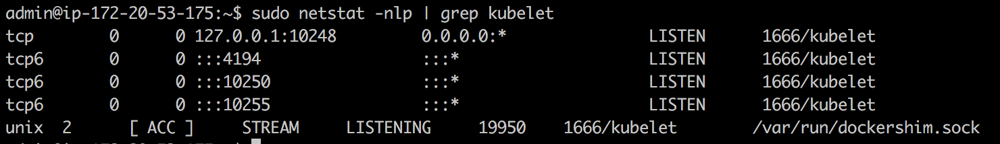 admin@ip-172-20-53-175:~$ sudo netstat -nlp | grep kubelet
tcp        0      0 127.0.0.1:10248         0.0.0.0:*               LISTEN      1666/kubelet
tcp6       0      0 :::4194                 :::*                    LISTEN      1666/kubelet
tcp6       0      0 :::10250                :::*                    LISTEN      1666/kubelet
tcp6       0      0 :::10255                :::*                    LISTEN      1666/kubelet
unix  2      [ ACC ]     STREAM     LISTENING     19950    1666/kubelet        /var/run/dockershim.sock